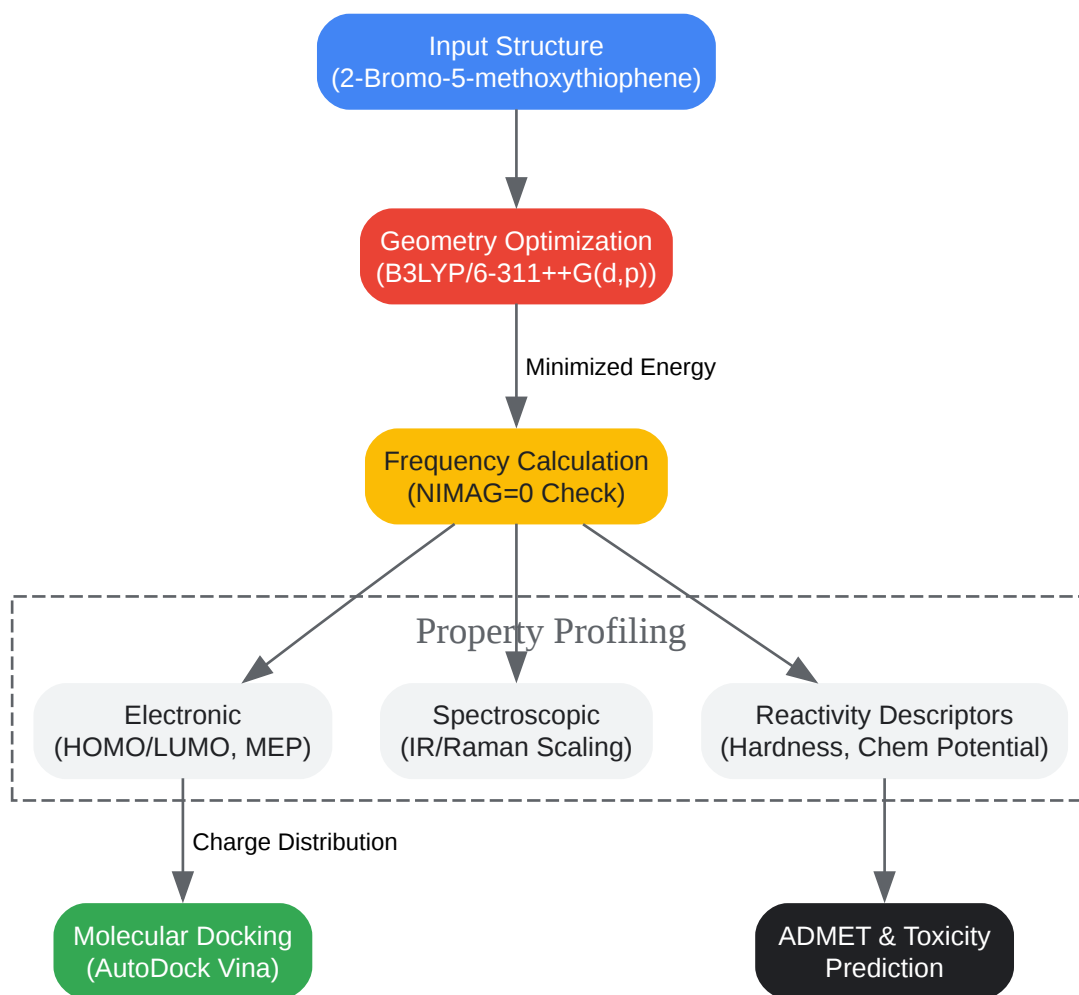 Input Structure
(2-Bromo-5-methoxythiophene)
Geometry Optimization
(B3LYP/6-311++G(d,p))
Minimized Energy
Frequency Calculation
(NIMAG=0 Check)
Property Profiling
Electronic
(HOMO/LUMO, MEP)
Spectroscopic
(IR/Raman Scaling)
Reactivity Descriptors
(Hardness, Chem Potential)
Charge Distribution
Molecular Docking
(AutoDock Vina)
ADMET & Toxicity
Prediction